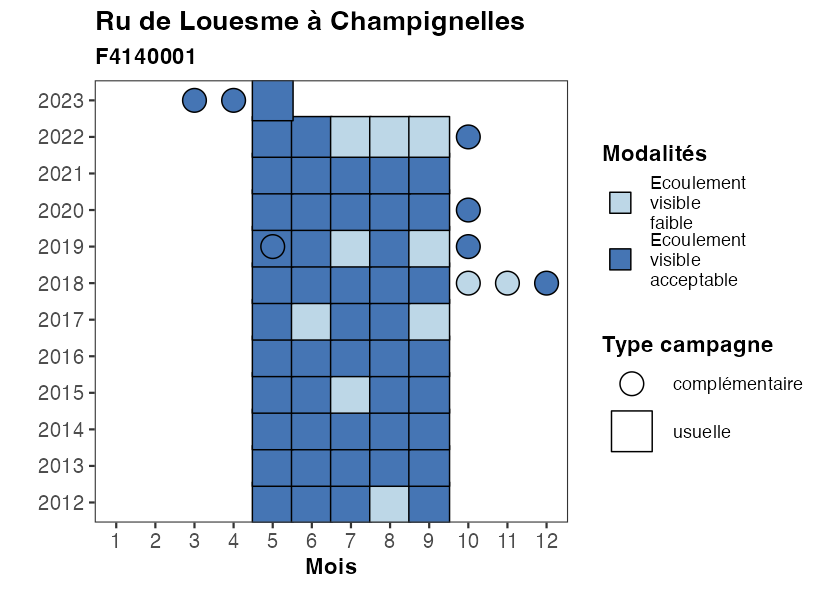 Ru de Louesme à Champignelles
F4140001
2023
2022
2021
2020
2019
2018
2017
2016
2015
2014
2013
2012
1 2 3 4 5 6 7 8 9 10 11 12
Mois
Modalités
Ecoulement
visible
faible
Ecoulement
visible
acceptable
Type campagne
complémentaire
usuelle